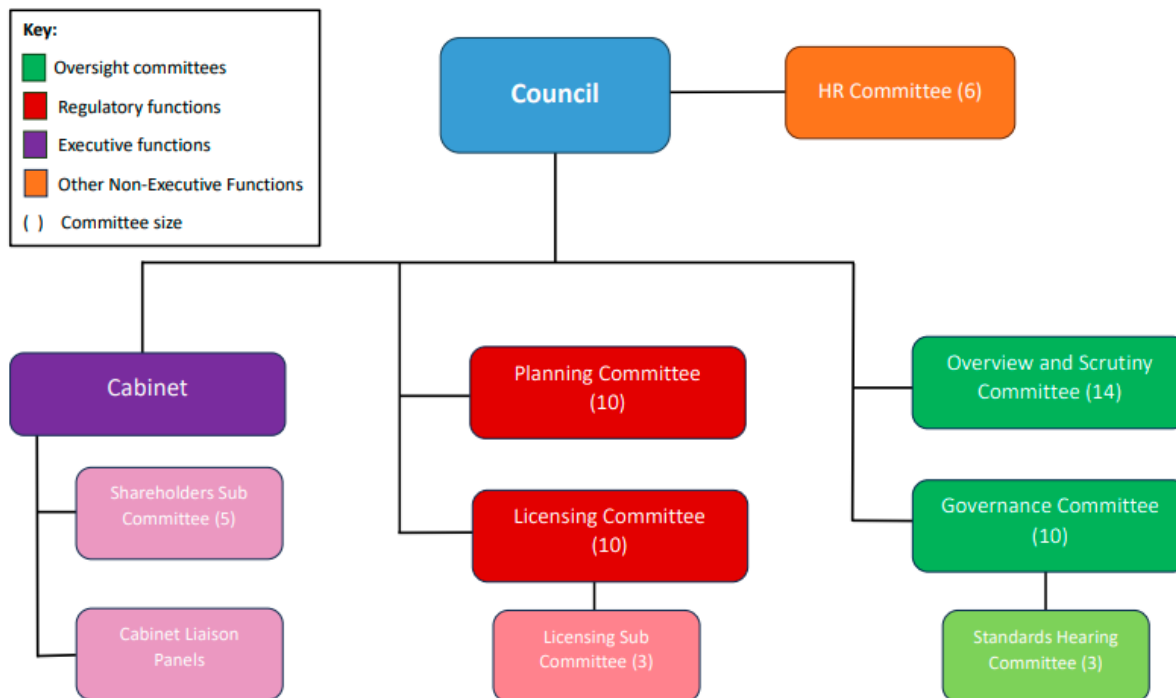 Key:
Oversight committees
Regulatory functions
Executive functions
Other Non-Executive Functions
( ) Committee size
Council
HR Committee (6)
Cabinet
Shareholders Sub
Committee (5)
Cabinet Liaison
Panels
Planning Committee
(10)
Licensing Committee
(10)
Licensing Sub
Committee (3)
Overview and Scrutiny
Committee (14)
Governance Committee
(10)
Standards Hearing
Committee (3)